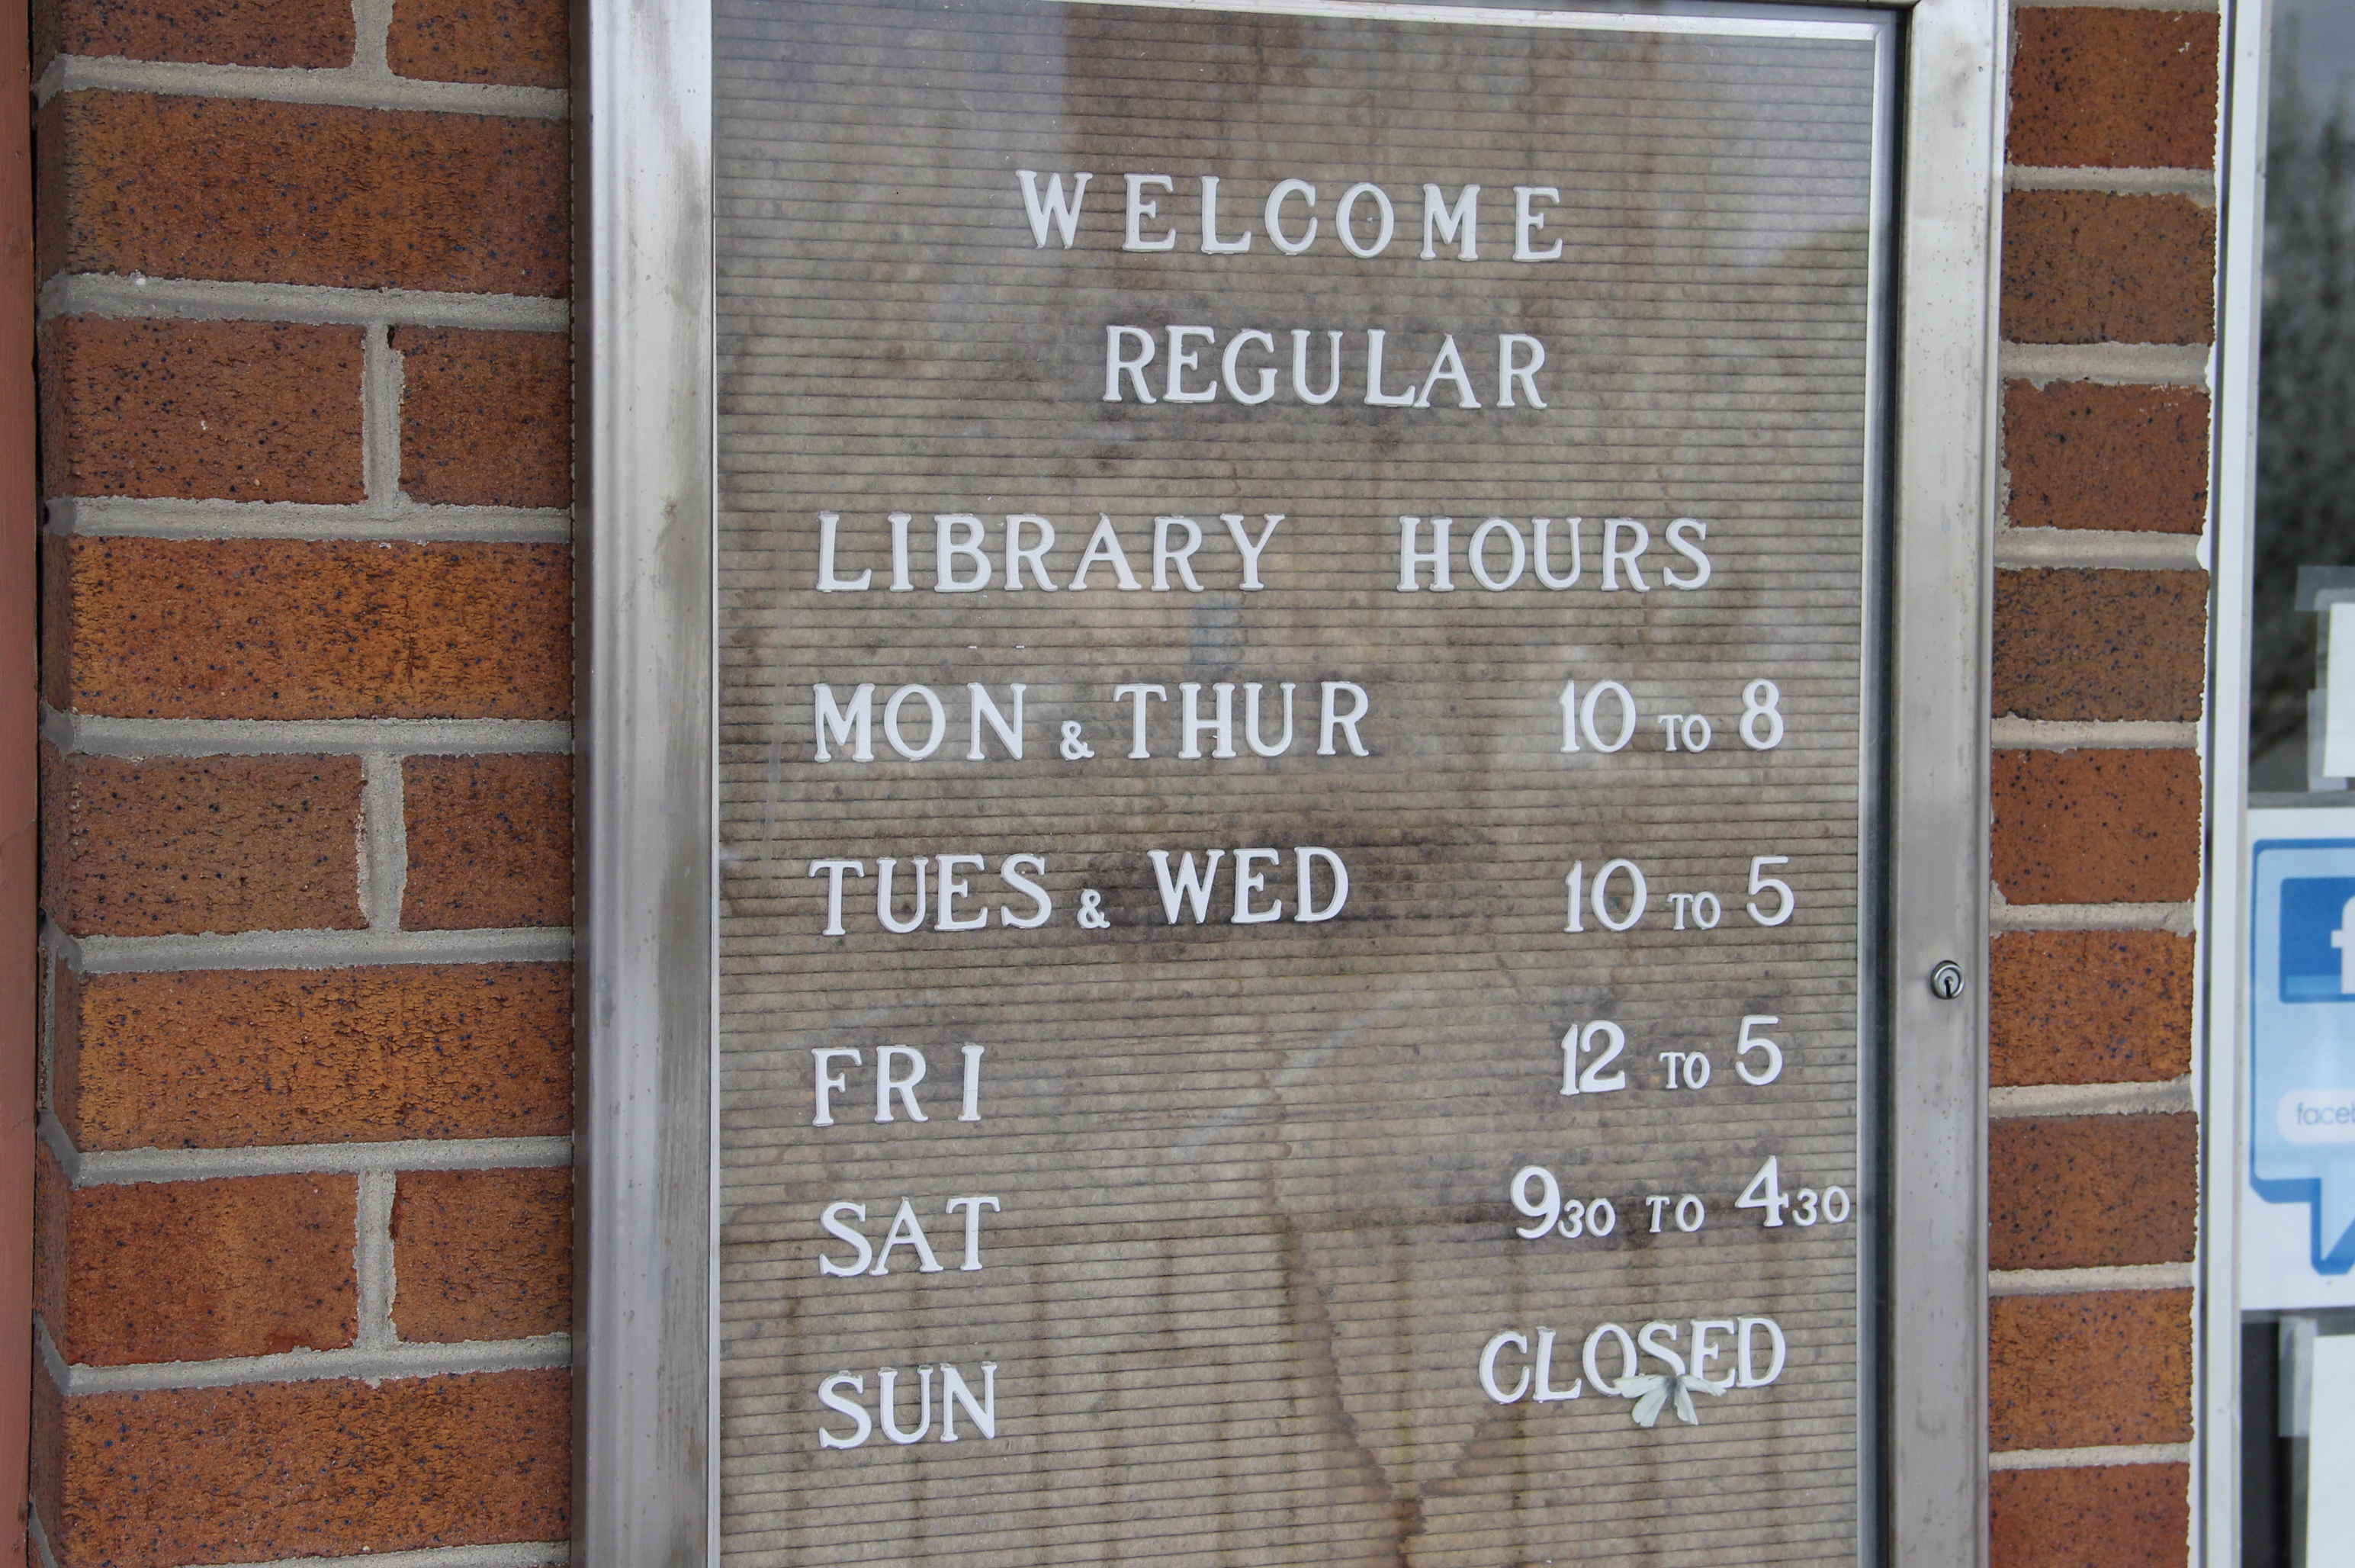 WELCOME
REGULAR
LIBRARY HOURS
MON & THUR 10 TO 8
TUES & WED 10 TO 5
FRI 12 TO 5
SAT 930 TO 430
SUN CLOSED
f
faceb